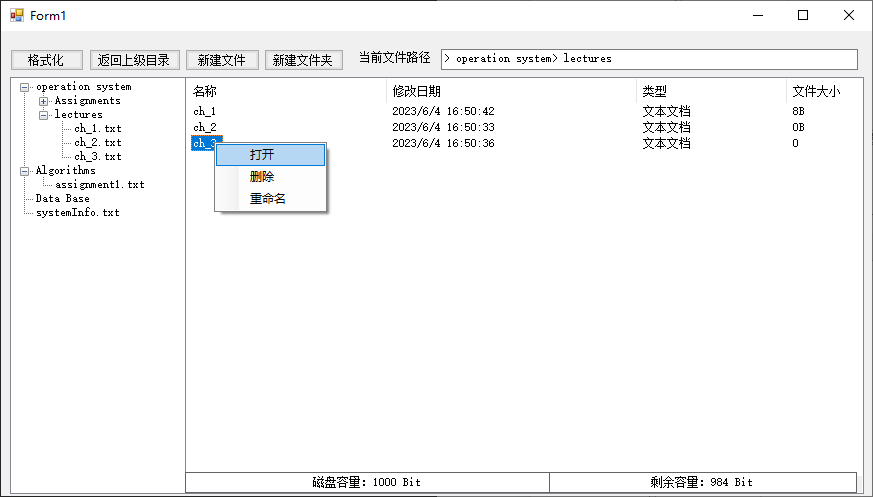 Form1
格式化 返回上级目录 新建文件 新建文件夹 当前文件路径 > operation system> lectures
operation system
Assignments
lectures
ch_1.txt
ch_2.txt
ch_3.txt
Algorithms
assignment1.txt
Data Base
systemInfo.txt
名称 修改日期 类型 文件大小
ch_1 2023/6/4 16:50:42 文本文档 8B
ch_2 2023/6/4 16:50:33 文本文档 0B
ch_3 2023/6/4 16:50:36 文本文档 0
打开
删除
重命名
磁盘容量: 1000 Bit 剩余容量: 984 Bit